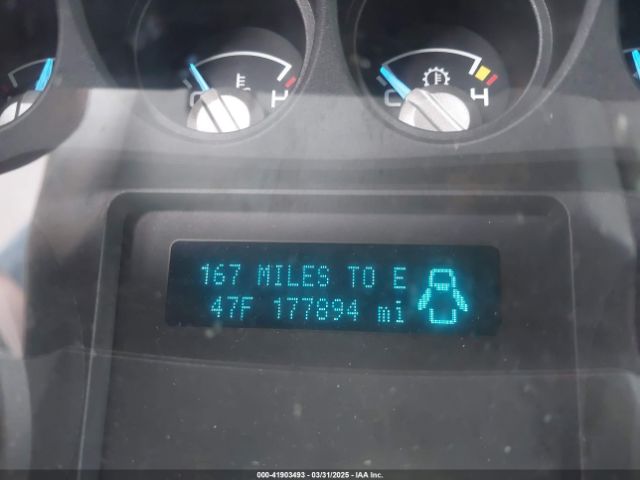 C H
C H
167 MILES TO E
47F 177894 mi
000-41903493 - 03/31/2025 - IAA Inc.